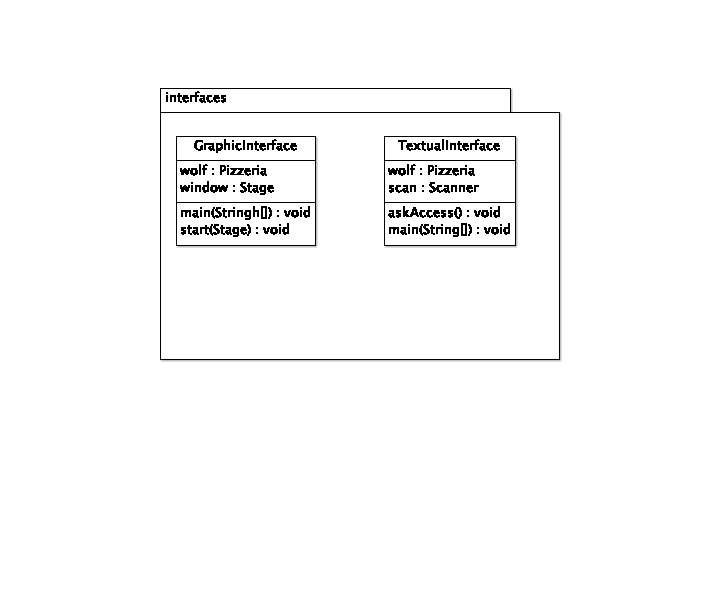 interfaces
GraphicInterface
wolf : Pizzeria
window : Stage
main(Stringh[]) : void
start(Stage) : void
TextualInterface
wolf : Pizzeria
scan : Scanner
askAccess() : void
main(String[]) : void